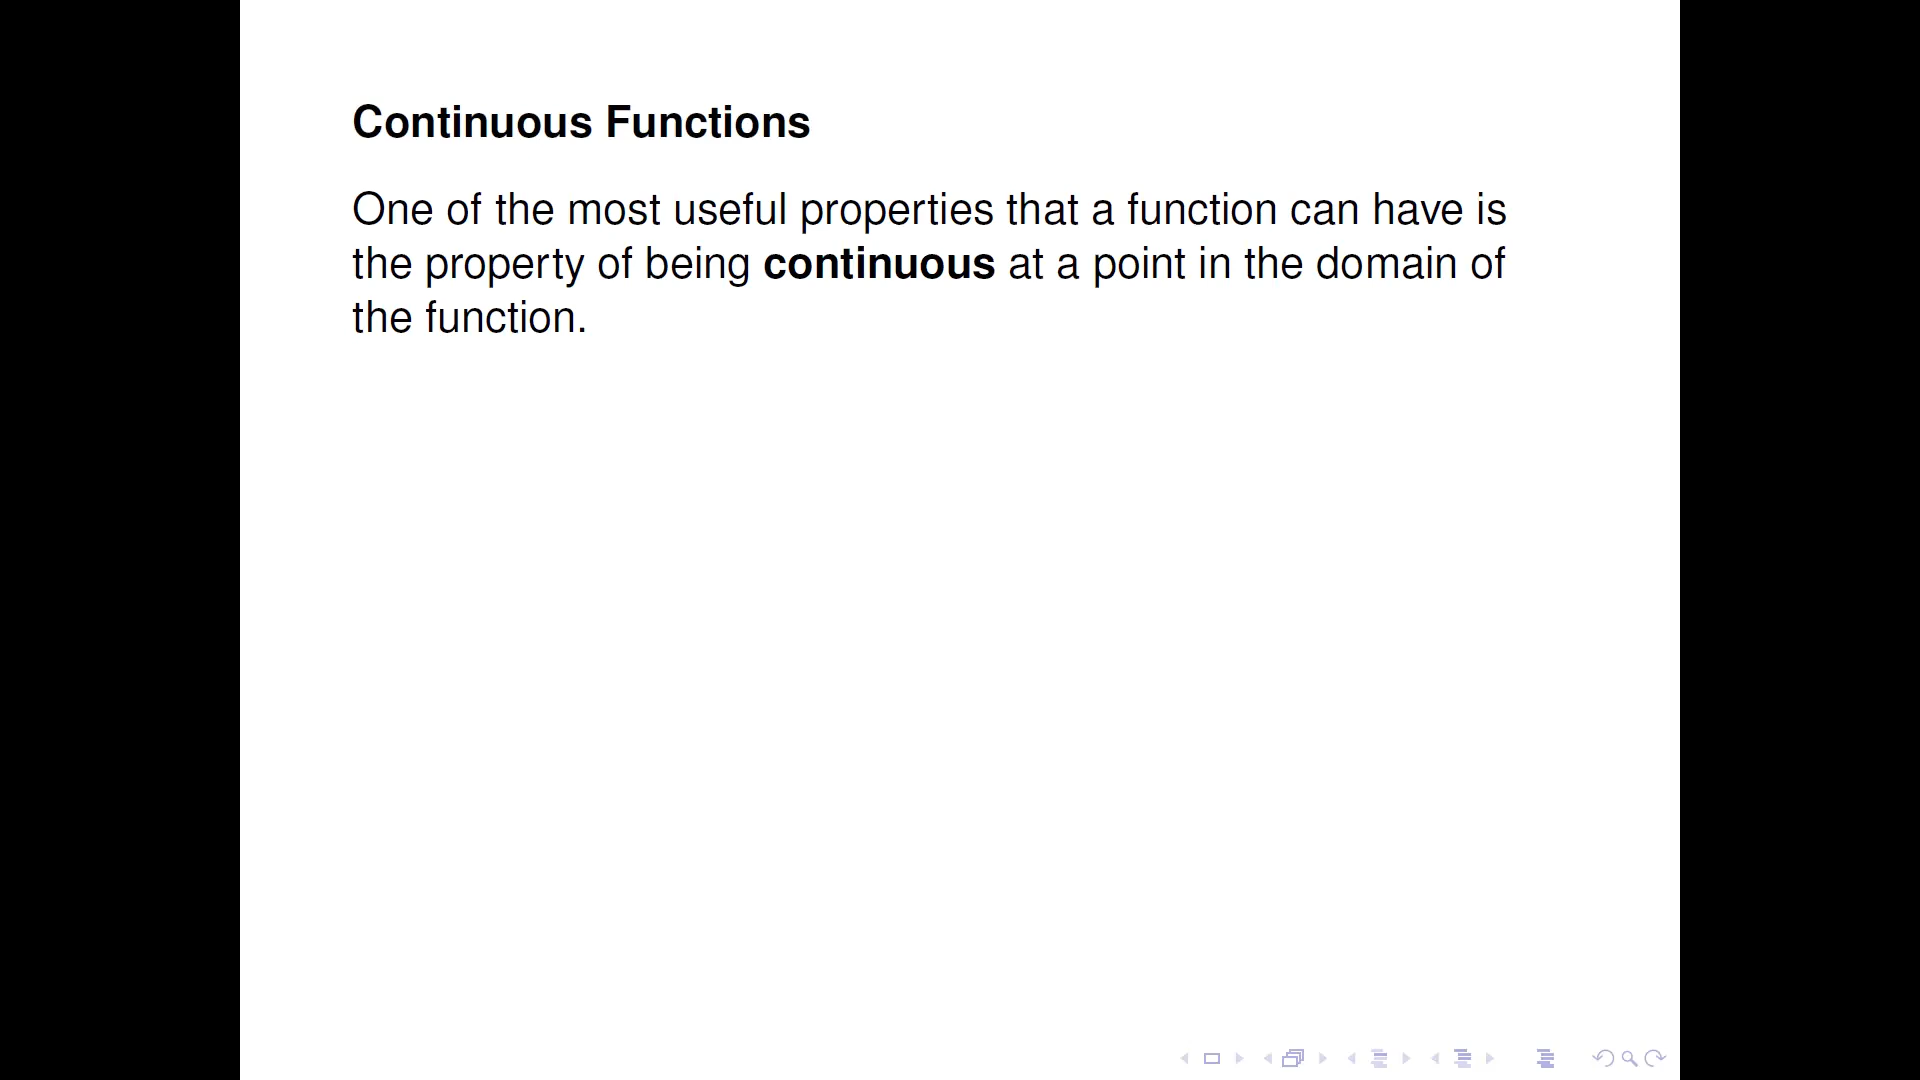 Continuous Functions
One of the most useful properties that a function can have is
the property of being continuous at a point in the domain of
the function.